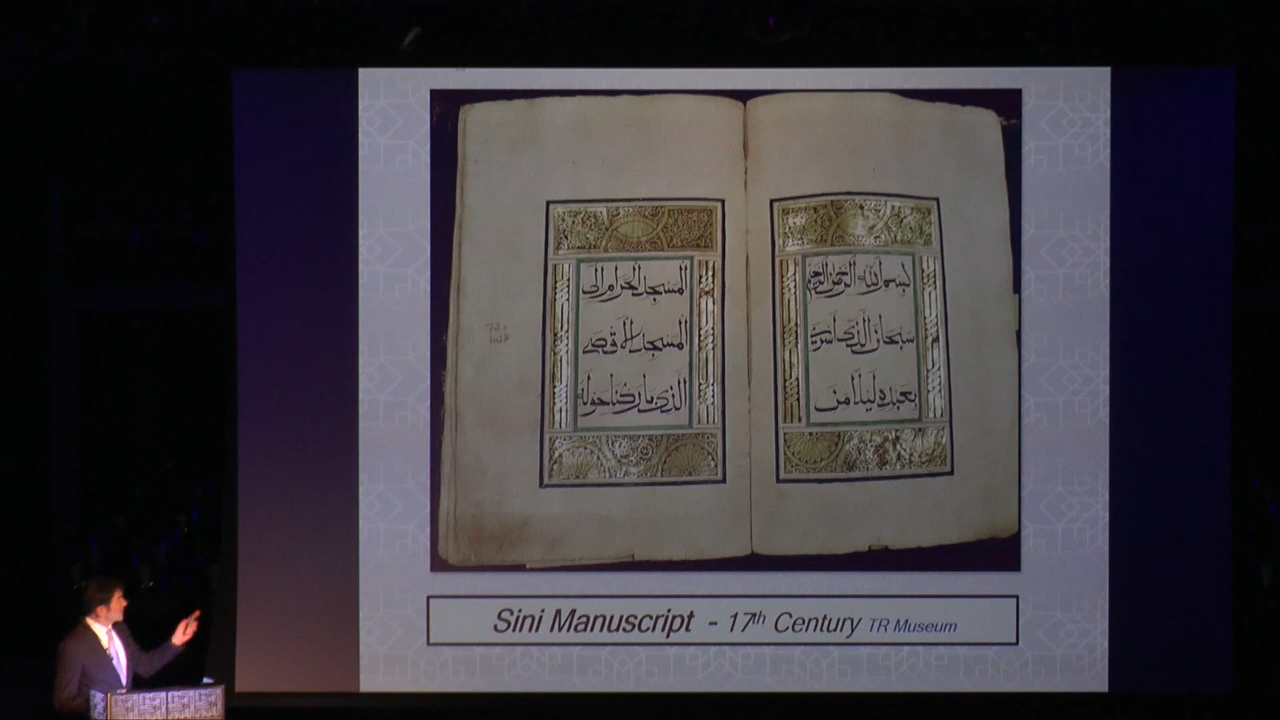 بسم الله الرحمن الرحيم
سبحان الذي اسرى
بعبده ليلا من
المسجد الحرام الى
المسجد الاقصى
الذي باركنا حوله
Sini Manuscript - 17th Century TR Museum